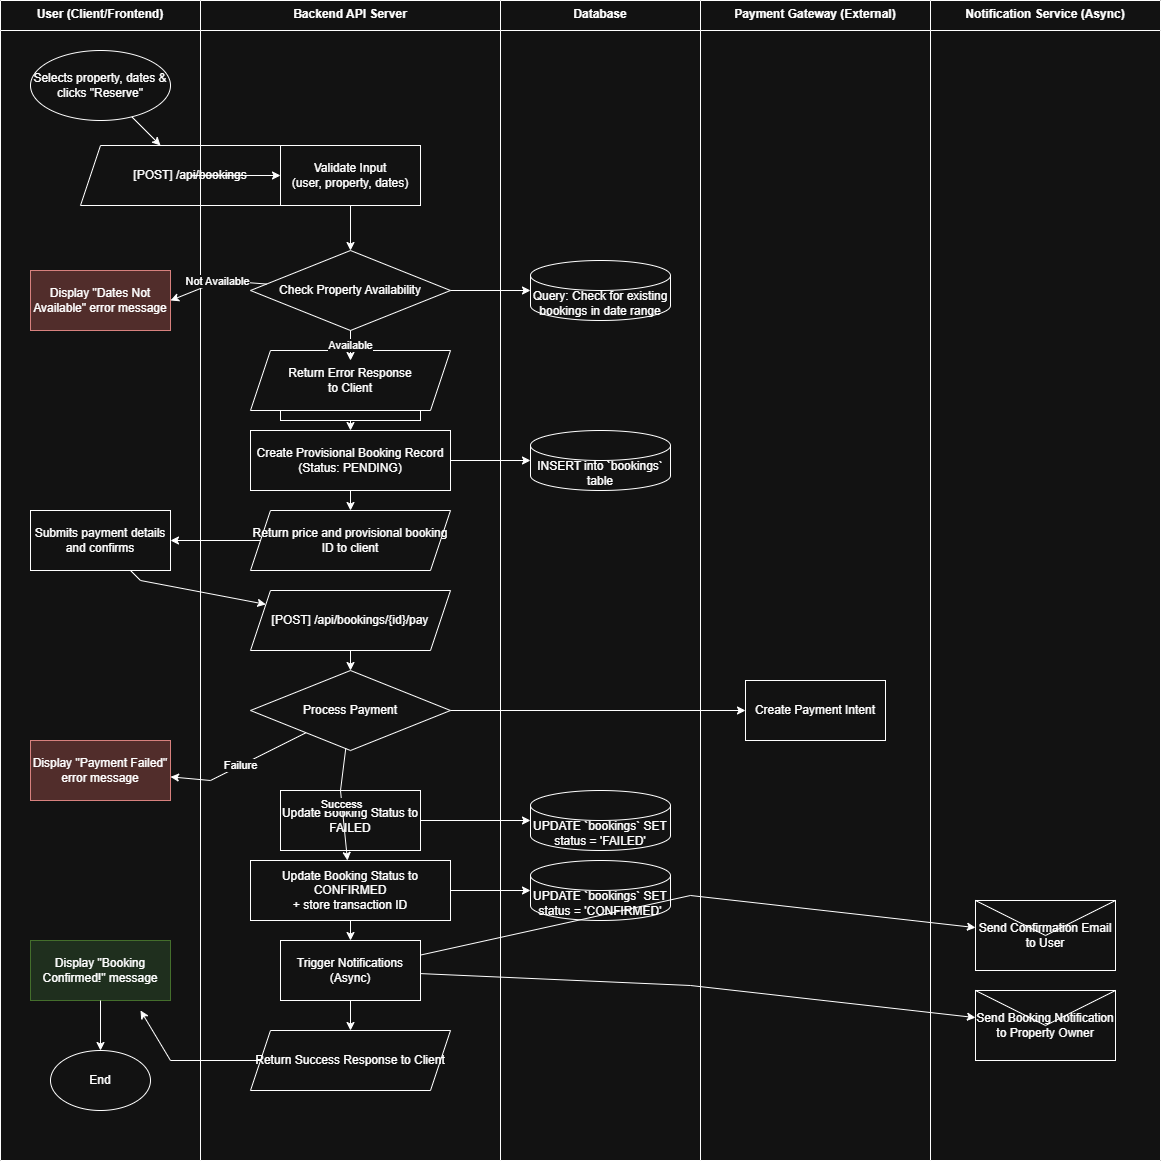 User (Client/Frontend)
Backend API Server
Database
Payment Gateway (External)
Notification Service (Async)
Selects property, dates &
clicks "Reserve"
[POST] /api/bookings
Validate Input
(user, property, dates)
Not Available
Display "Dates Not
Available" error message
Check Property Availability
Query: Check for existing
bookings in date range
Available
Return Error Response
to Client
Create Provisional Booking Record
(Status: PENDING)
INSERT into `bookings`
table
Submits payment details
and confirms
Return price and provisional booking
ID to client
[POST] /api/bookings/{id}/pay
Process Payment
Create Payment Intent
Failure
Display "Payment Failed"
error message
Success
Update Booking Status to
FAILED
UPDATE `bookings` SET
status = 'FAILED'
Update Booking Status to
CONFIRMED
+ store transaction ID
UPDATE `bookings` SET
status = 'CONFIRMED'
Send Confirmation Email
to User
Display "Booking
Confirmed!" message
Trigger Notifications
(Async)
Send Booking Notification
to Property Owner
Return Success Response to Client
End